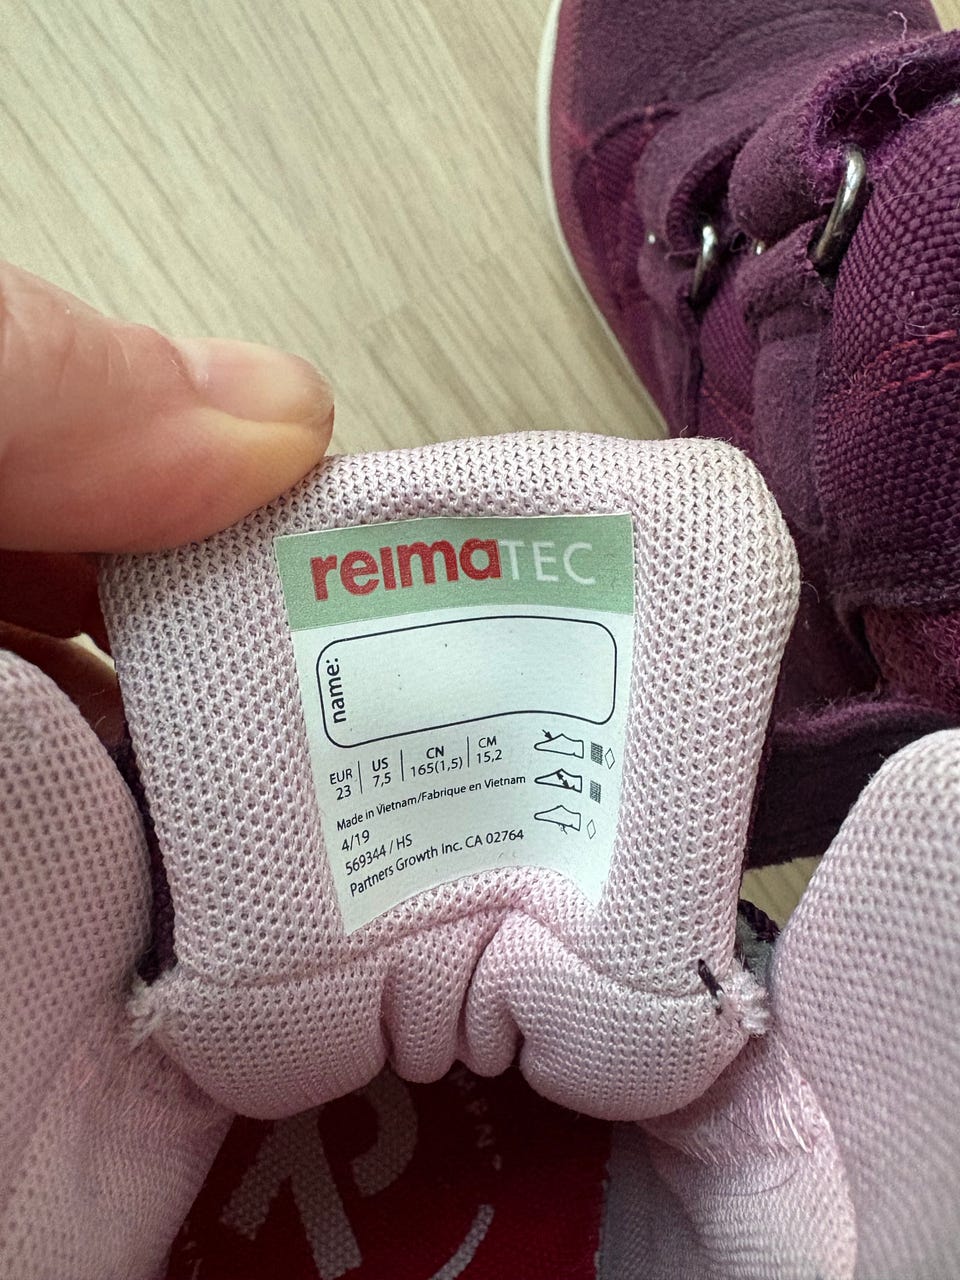 reimaTEC
name:
EUR US CN CM
23 7,5 165(1,5) 15,2
Made in Vietnam/Fabrique en Vietnam
4/19
569344 / HS
Partners Growth Inc. CA 02764